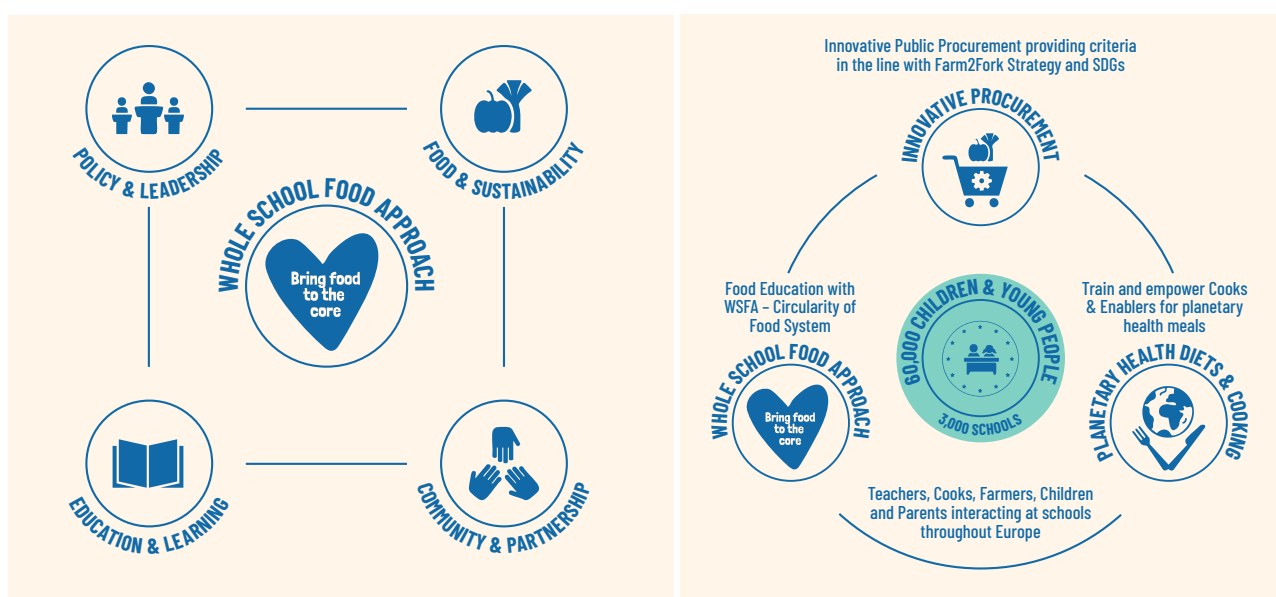 POLICY & LEADERSHIP
FOOD & SUSTAINABILITY
WHOLE SCHOOL FOOD APPROACH
Bring food
to the
core
EDUCATION & LEARNING
COMMUNITY & PARTNERSHIP
Innovative Public Procurement providing criteria
in the line with Farm2Fork Strategy and SDGs
INNOVATIVE PROCUREMENT
Food Education with
WSFA – Circularity of
Food System
WHOLE SCHOOL FOOD APPROACH
Bring food
to the
core
60,000 CHILDREN & YOUNG PEOPLE
3,000 SCHOOLS
Train and empower Cooks
& Enablers for planetary
health meals
PLANETARY HEALTH DIETS & COOKING
Teachers, Cooks, Farmers, Children
and Parents interacting at schools
throughout Europe